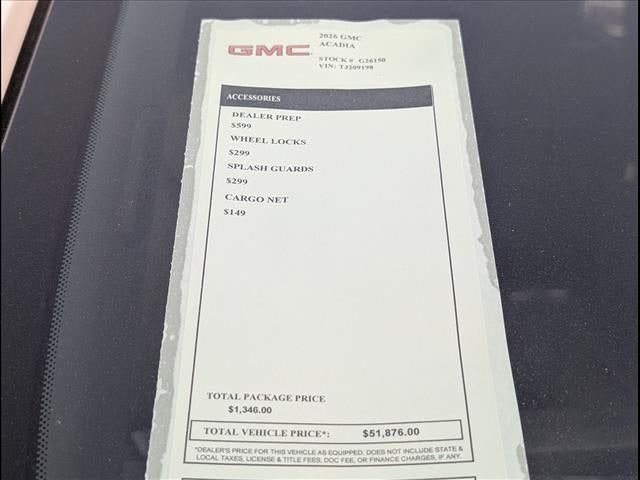 GMC
2026 GMC
ACADIA
STOCK # G26150
VIN: TJ209198
ACCESSORIES
DEALER PREP
$599
WHEEL LOCKS
$299
SPLASH GUARDS
$299
CARGO NET
$149
TOTAL PACKAGE PRICE
$1,346.00
TOTAL VEHICLE PRICE*: $51,876.00
*DEALER'S PRICE FOR THIS VEHICLE AS EQUIPPED. DOES NOT INCLUDE STATE &
LOCAL TAXES, LICENSE & TITLE FEES, DOC FEE, OR FINANCE CHARGES, IF ANY.